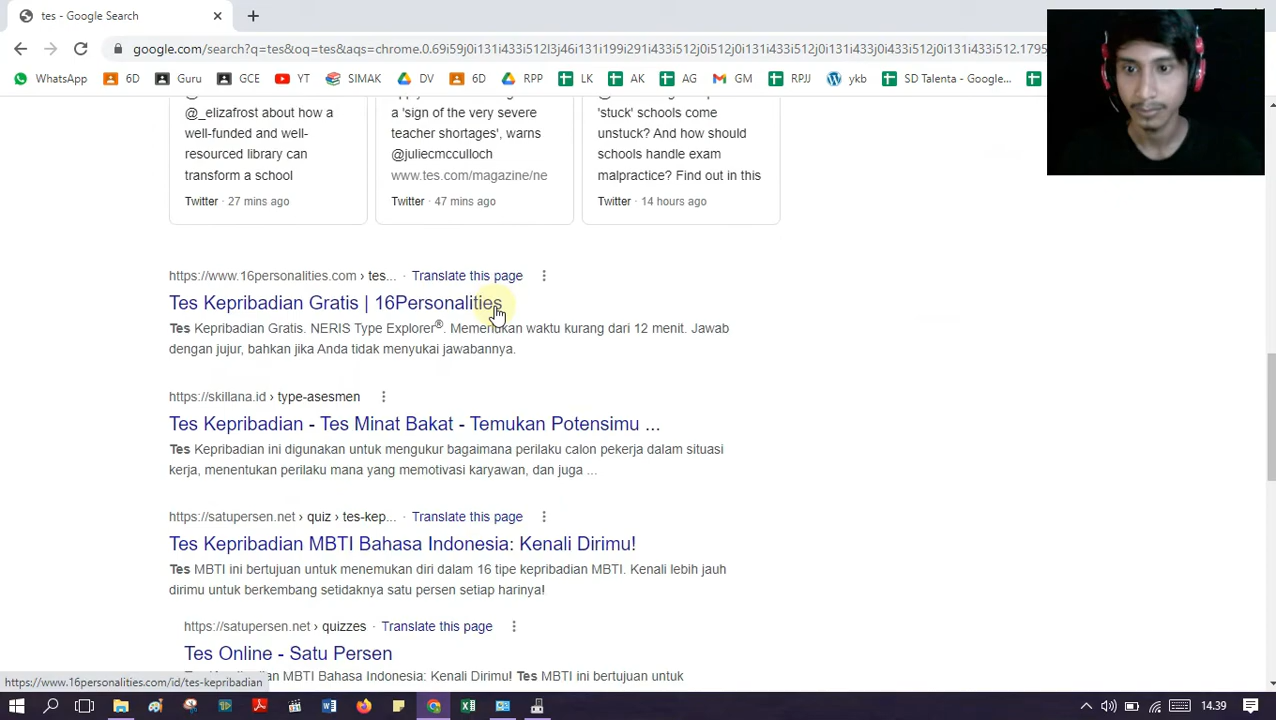 tes - Google Search
google.com/search?q=tes&oq=tes&aqs=chrome.0.69i59j0i131i433i512l3j46i131i199i291i433i512j0i512j0i131i433j0i433i512j0i131i433i512.1795
WhatsApp 6D Guru GCE YT SIMAK DV 6D RPP LK AK AG GM RPJJ ykb SD Talenta - Google...
@_elizafrost about how a
well-funded and well-
resourced library can
transform a school
Twitter · 27 mins ago
a 'sign of the very severe
teacher shortages', warns
@juliecmcculloch
www.tes.com/magazine/ne
Twitter · 47 mins ago
'stuck' schools come
unstuck? And how should
schools handle exam
malpractice? Find out in this
Twitter · 14 hours ago
https://www.16personalities.com › tes... · Translate this page
Tes Kepribadian Gratis | 16Personalities
Tes Kepribadian Gratis. NERIS Type Explorer®. Memerlukan waktu kurang dari 12 menit. Jawab
dengan jujur, bahkan jika Anda tidak menyukai jawabannya.
https://skillana.id › type-asesmen
Tes Kepribadian - Tes Minat Bakat - Temukan Potensimu ...
Tes Kepribadian ini digunakan untuk mengukur bagaimana perilaku calon pekerja dalam situasi
kerja, menentukan perilaku mana yang memotivasi karyawan, dan juga ...
https://satupersen.net › quiz › tes-kep... · Translate this page
Tes Kepribadian MBTI Bahasa Indonesia: Kenali Dirimu!
Tes MBTI ini bertujuan untuk menemukan diri dalam 16 tipe kepribadian MBTI. Kenali lebih jauh
dirimu untuk berkembang setidaknya satu persen setiap harinya!
https://satupersen.net › quizzes · Translate this page
Tes Online - Satu Persen
MBTI Bahasa Indonesia: Kenali Dirimu! Tes MBTI ini bertujuan untuk
https://www.16personalities.com/id/tes-kepribadian
14.39